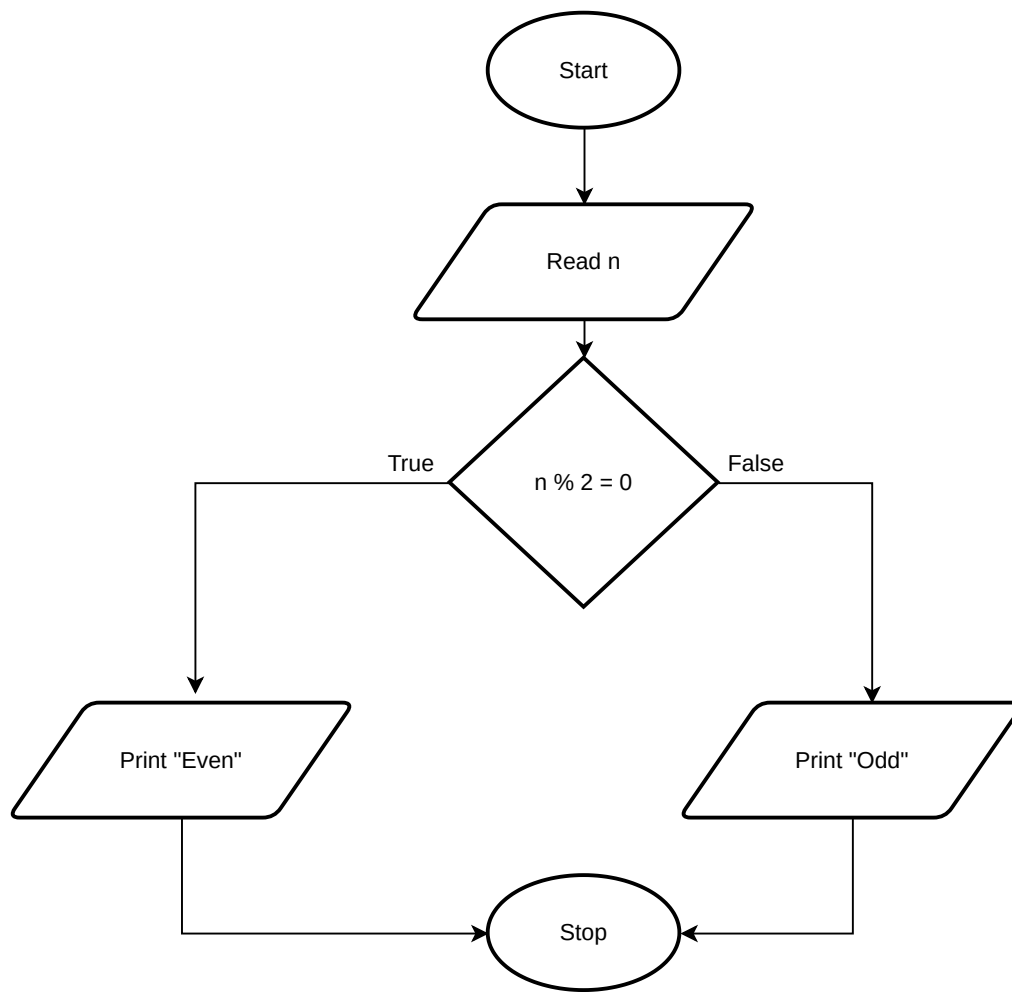 Start
Read n
True
False
n % 2 = 0
Print "Even"
Print "Odd"
Stop